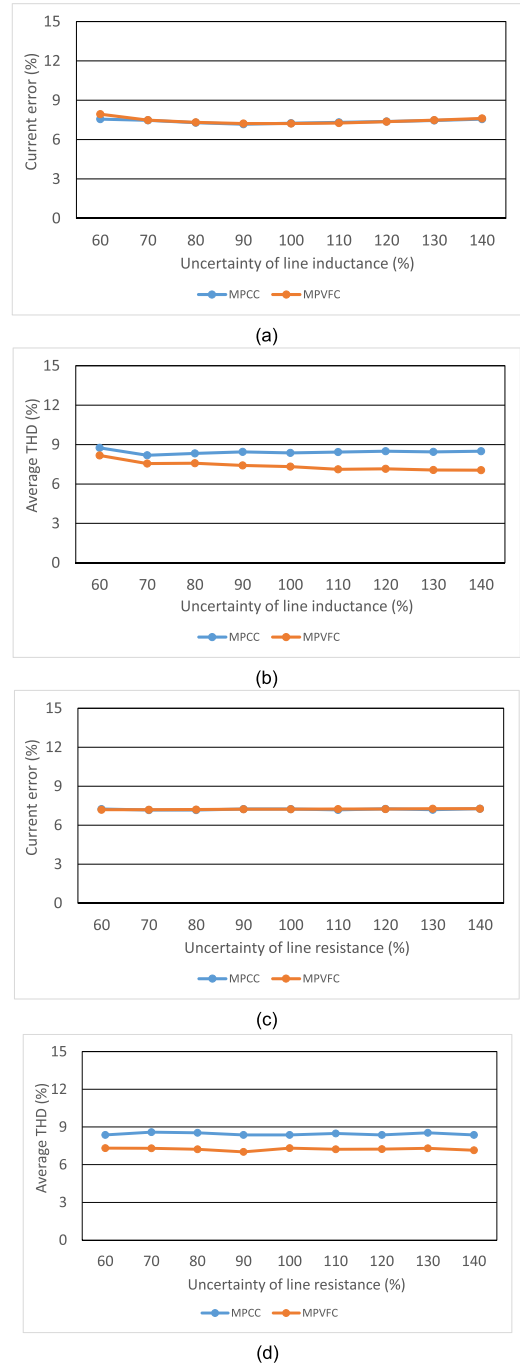 15
12
9
6
3
0
Current error (%)
60 70 80 90 100 110 120 130 140
Uncertainty of line inductance (%)
MPCC MPVFC
(a)
15
12
9
6
3
0
Average THD (%)
60 70 80 90 100 110 120 130 140
Uncertainty of line inductance (%)
MPCC MPVFC
(b)
15
12
9
6
3
0
Current error (%)
60 70 80 90 100 110 120 130 140
Uncertainty of line resistance (%)
MPCC MPVFC
(c)
15
12
9
6
3
0
Average THD (%)
60 70 80 90 100 110 120 130 140
Uncertainty of line resistance (%)
MPCC MPVFC
(d)